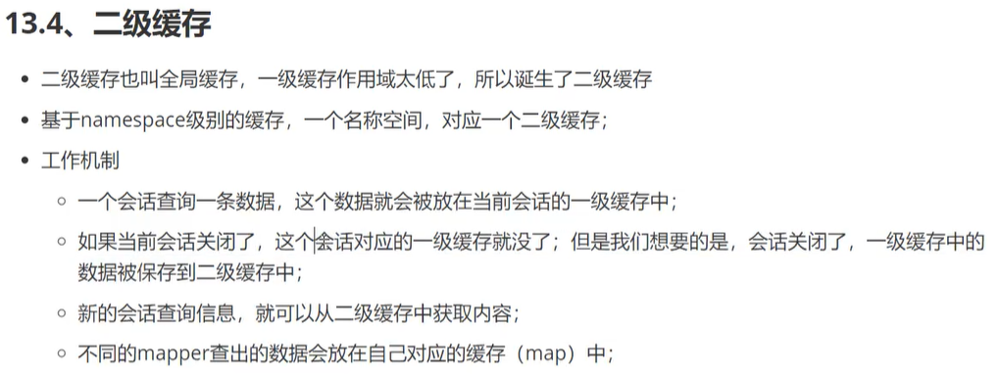 13.4、二级缓存
二级缓存也叫全局缓存，一级缓存作用域太低了，所以诞生了二级缓存
基于namespace级别的缓存，一个名称空间，对应一个二级缓存；
工作机制
一个会话查询一条数据，这个数据就会被放在当前会话的一级缓存中；
如果当前会话关闭了，这个会话对应的一级缓存就没了；但是我们想要的是，会话关闭了，一级缓存中的
数据被保存到二级缓存中；
新的会话查询信息，就可以从二级缓存中获取内容；
不同的mapper查出的数据会放在自己对应的缓存（map）中；